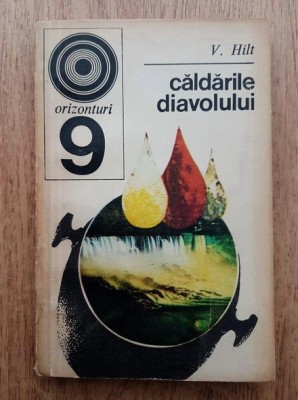 V. Hilt
căldările
diavolului
orizonturi
9